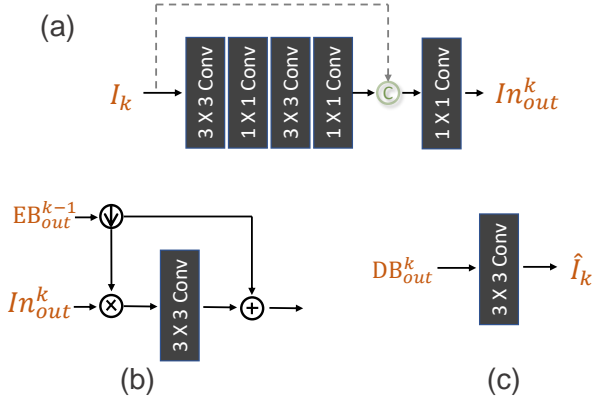 (a)
I_k
3 X 3 Conv
1 X 1 Conv
3 X 3 Conv
1 X 1 Conv
C
1 X 1 Conv
In^k_out
EB^{k-1}_out
In^k_out
×
3 X 3 Conv
+
(b)
DB^k_out
3 X 3 Conv
Î_k
(c)